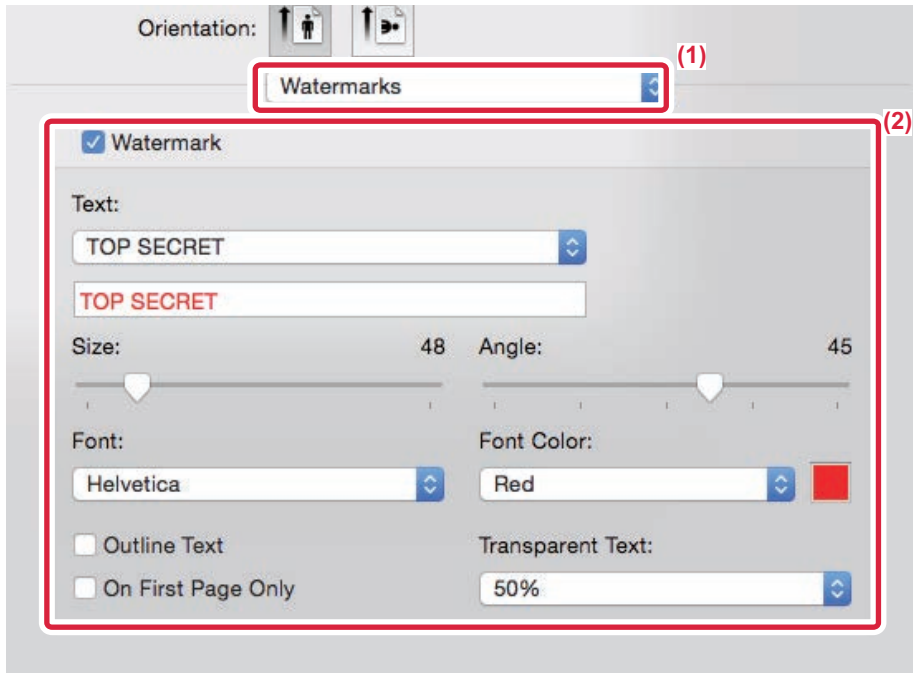 Orientation:
(1)
Watermarks
(2)
Watermark
Text:
TOP SECRET
TOP SECRET
Size: 48 Angle: 45
Font: Font Color:
Helvetica Red
Outline Text Transparent Text:
On First Page Only 50%